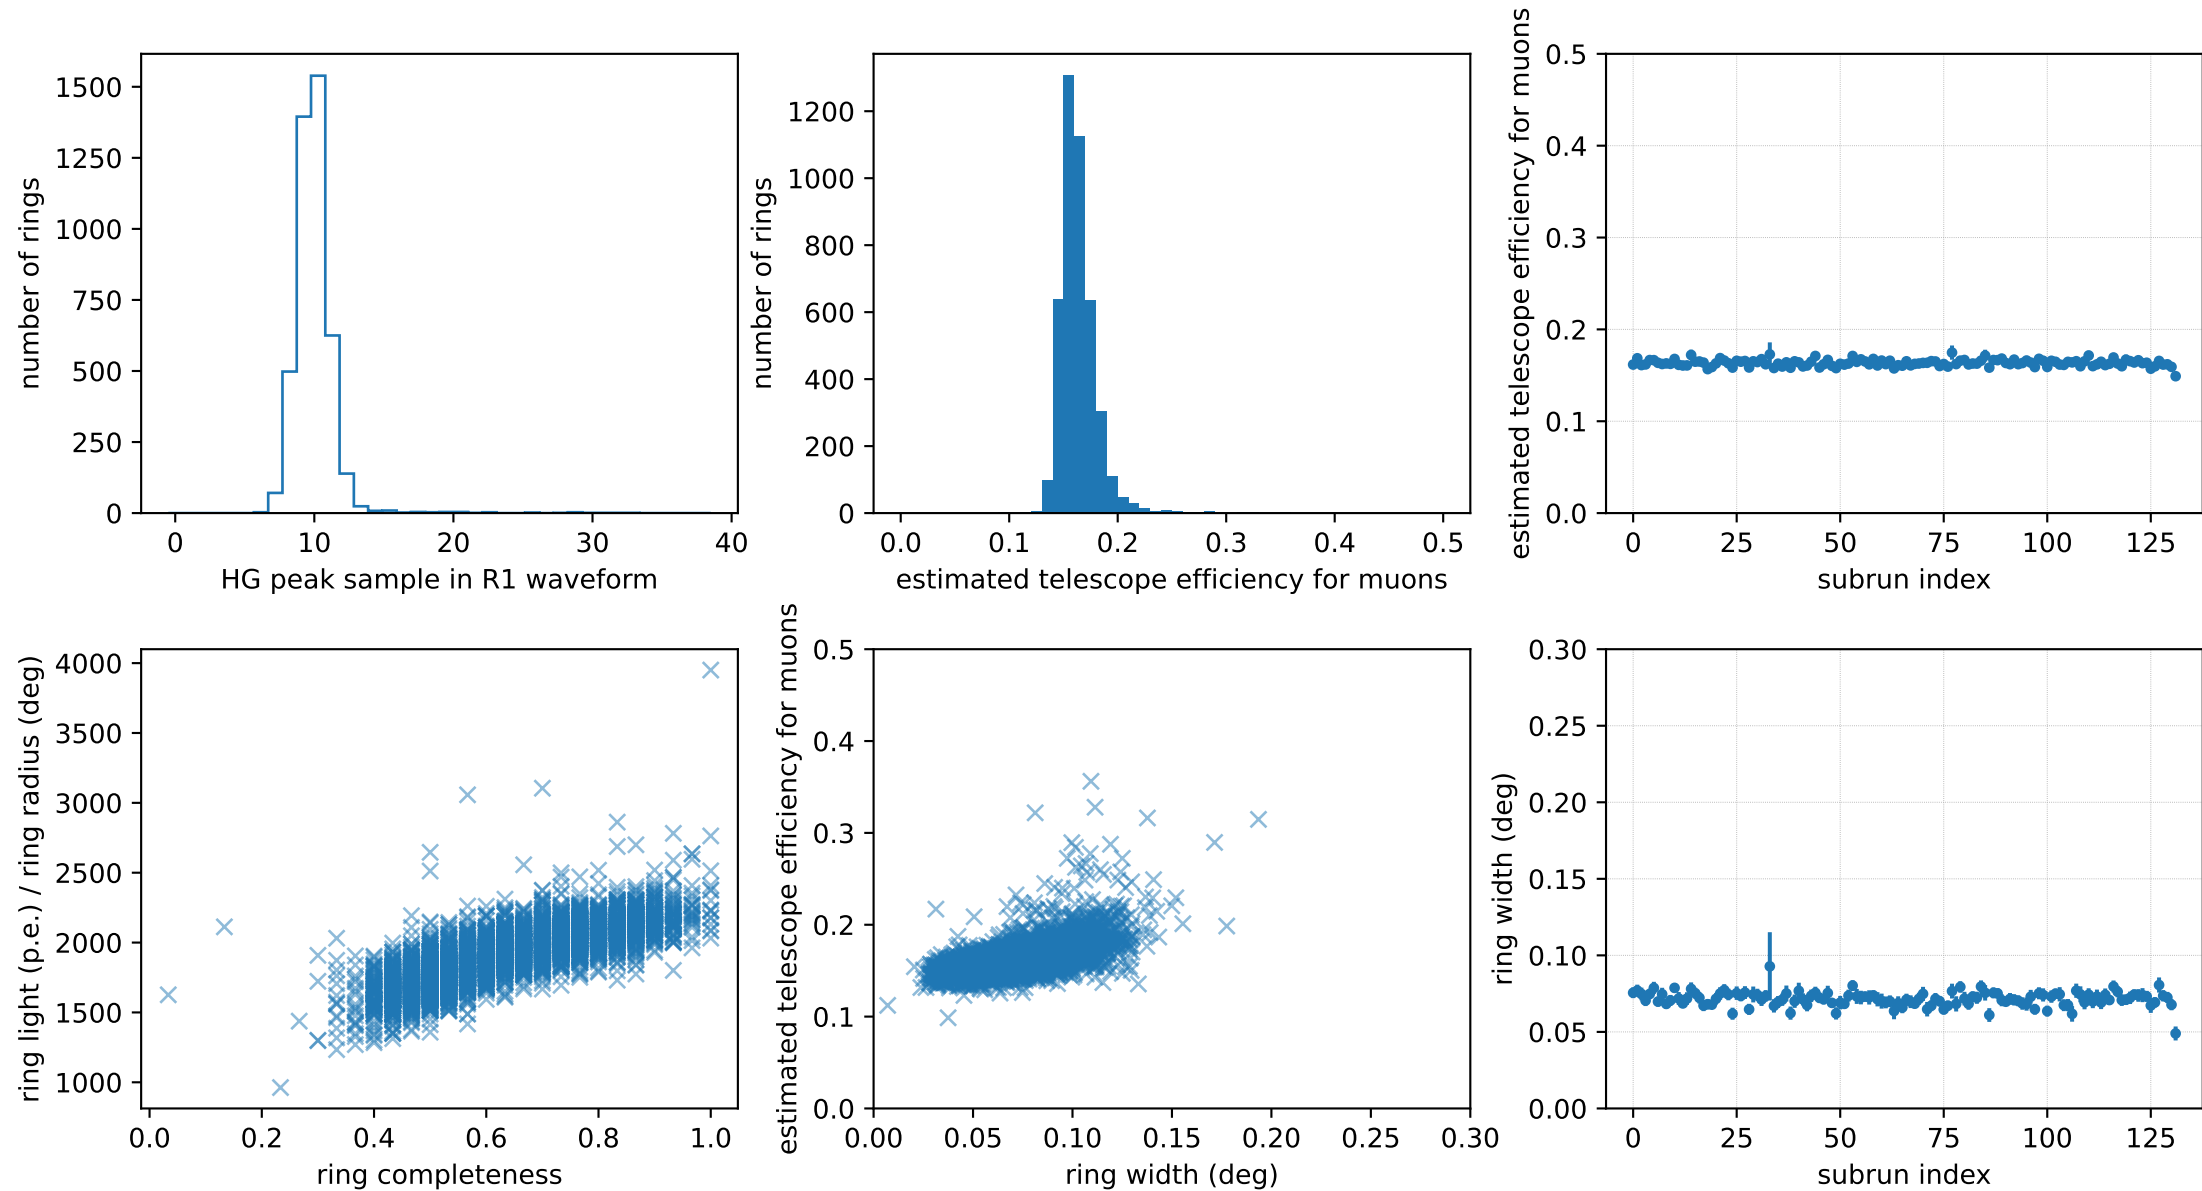 1500
1250
1000
750
500
250
0
number of rings
0 10 20 30 40
HG peak sample in R1 waveform
1200
1000
800
600
400
200
0
number of rings
0.0 0.1 0.2 0.3 0.4 0.5
estimated telescope efficiency for muons
0.5
0.4
0.3
0.2
0.1
0.0
estimated telescope efficiency for muons
0 25 50 75 100 125
subrun index
4000
3500
3000
2500
2000
1500
1000
ring light (p.e.) / ring radius (deg)
0.0 0.2 0.4 0.6 0.8 1.0
ring completeness
0.5
0.4
0.3
0.2
0.1
0.0
estimated telescope efficiency for muons
0.00 0.05 0.10 0.15 0.20 0.25 0.30
ring width (deg)
0.30
0.25
0.20
0.15
0.10
0.05
0.00
ring width (deg)
0 25 50 75 100 125
subrun index